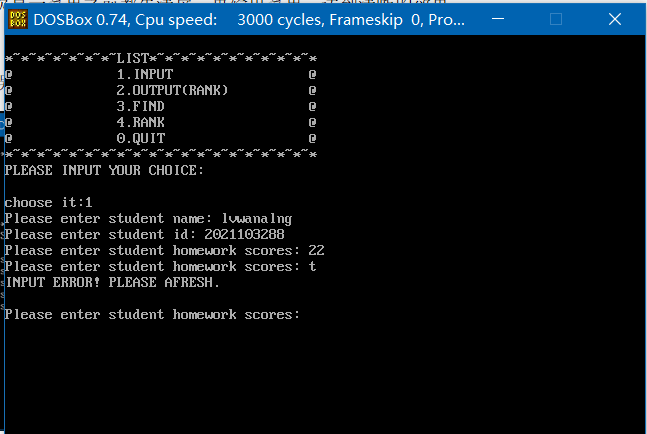 DOSBox 0.74, Cpu speed: 3000 cycles, Frameskip 0, Pro...
*~*~*~*~*~*~*~LIST*~*~*~*~*~*~*~*~*~*~*
@ 1.INPUT @
@ 2.OUTPUT(RANK) @
@ 3.FIND @
@ 4.RANK @
@ 0.QUIT @
*~*~*~*~*~*~*~*~*~*~*~*~*~*~*~*~*~*~*~*
PLEASE INPUT YOUR CHOICE:
choose it:1
Please enter student name: lvwanalng
Please enter student id: 2021103288
Please enter student homework scores: 22
Please enter student homework scores: t
INPUT ERROR! PLEASE AFRESH.
Please enter student homework scores: